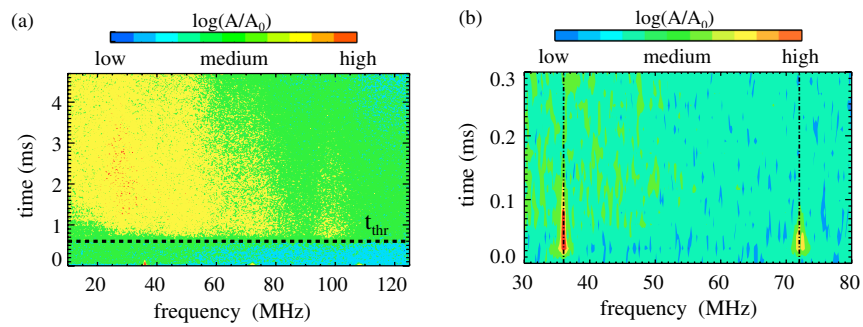 (a)
log(A/A0)
low medium high
time (ms)
4
3
2
1
0
tthr
20 40 60 80 100 120
frequency (MHz)
(b)
log(A/A0)
low medium high
time (ms)
0.3
0.2
0.1
0.0
30 40 50 60 70 80
frequency (MHz)